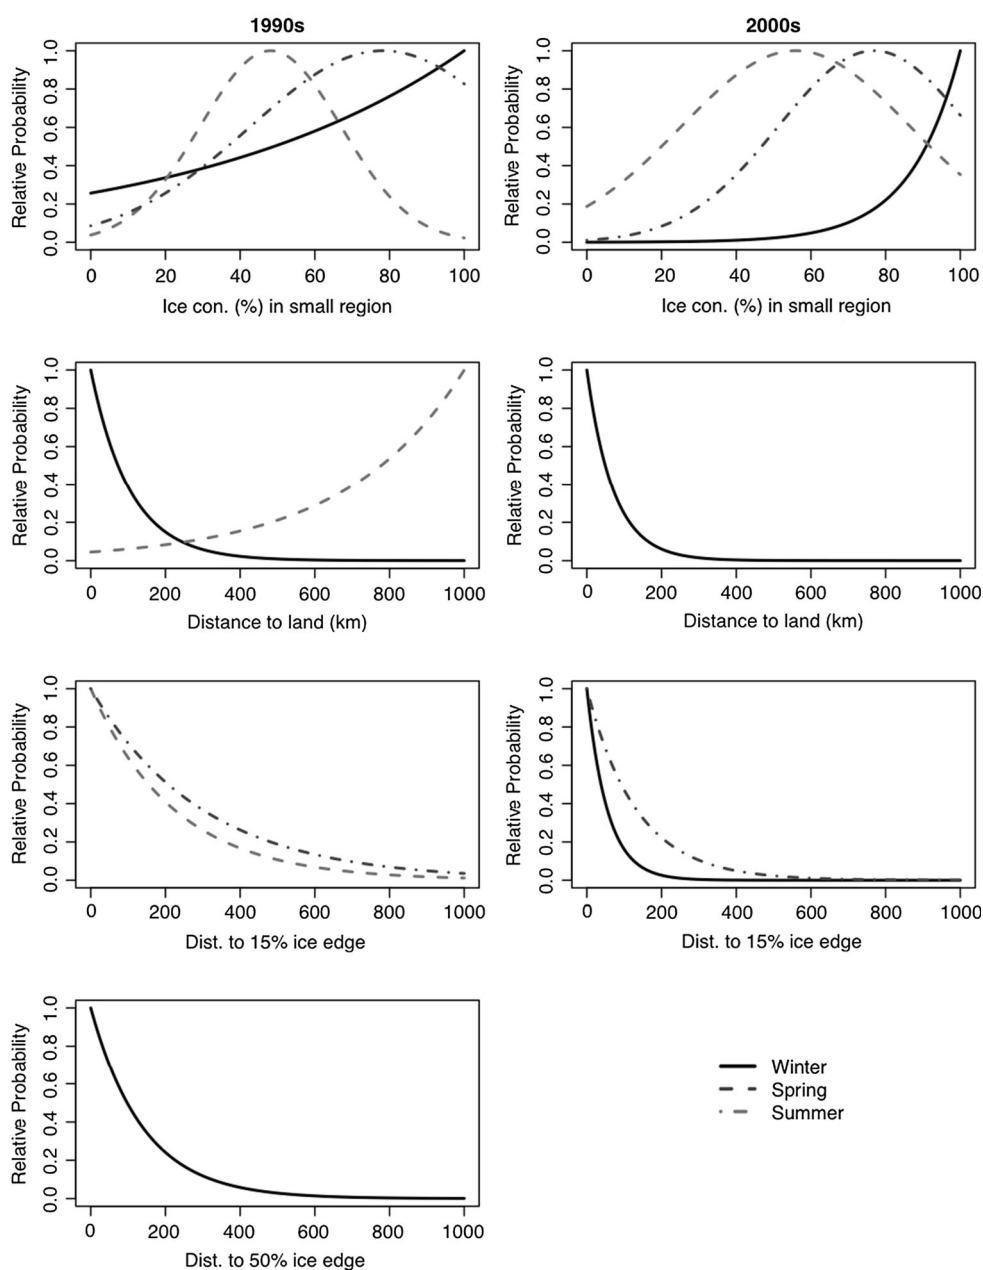 1990s
2000s
Relative Probability
0.0 0.2 0.4 0.6 0.8 1.0
0 20 40 60 80 100
Ice con. (%) in small region
Relative Probability
0.0 0.2 0.4 0.6 0.8 1.0
0 20 40 60 80 100
Ice con. (%) in small region
Relative Probability
0.0 0.2 0.4 0.6 0.8 1.0
0 200 400 600 800 1000
Distance to land (km)
Relative Probability
0.0 0.2 0.4 0.6 0.8 1.0
0 200 400 600 800 1000
Distance to land (km)
Relative Probability
0.0 0.2 0.4 0.6 0.8 1.0
0 200 400 600 800 1000
Dist. to 15% ice edge
Relative Probability
0.0 0.2 0.4 0.6 0.8 1.0
0 200 400 600 800 1000
Dist. to 15% ice edge
Relative Probability
0.0 0.2 0.4 0.6 0.8 1.0
0 200 400 600 800 1000
Dist. to 50% ice edge
Winter
Spring
Summer